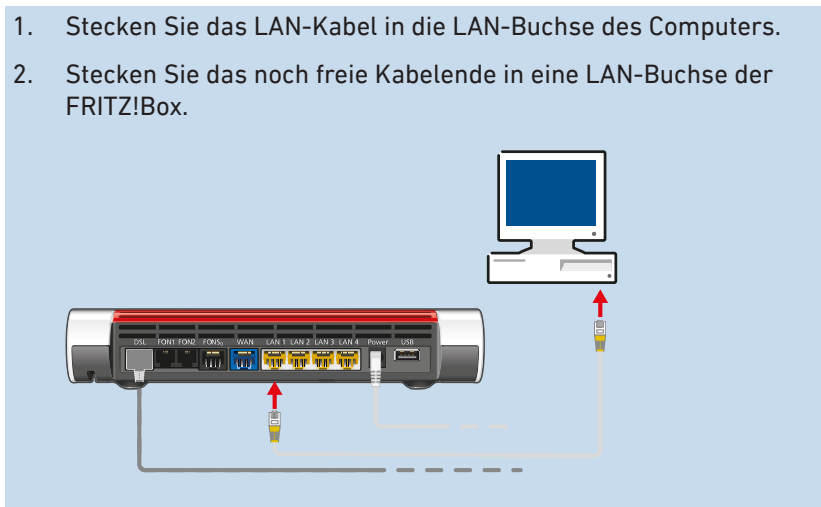 1. Stecken Sie das LAN-Kabel in die LAN-Buchse des Computers.
2. Stecken Sie das noch freie Kabelende in eine LAN-Buchse der
FRITZ!Box.
DSL FON1 FON2 FON S₀ WAN LAN 1 LAN 2 LAN 3 LAN 4 Power USB